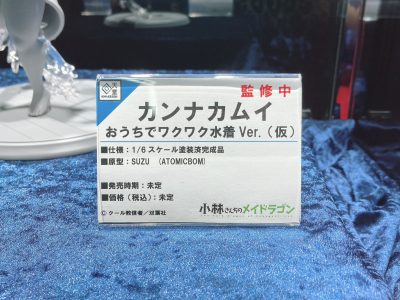 監修中
カンナカムイ
おうちでワクワク水着 Ver.（仮）
■仕様：1/6スケール塗装済完成品
■原型：SUZU （ATOMICBOM）
■発売時期：未定
■価格（税込）：未定
© クール教信者／双葉社
小林さんちのメイドラゴン